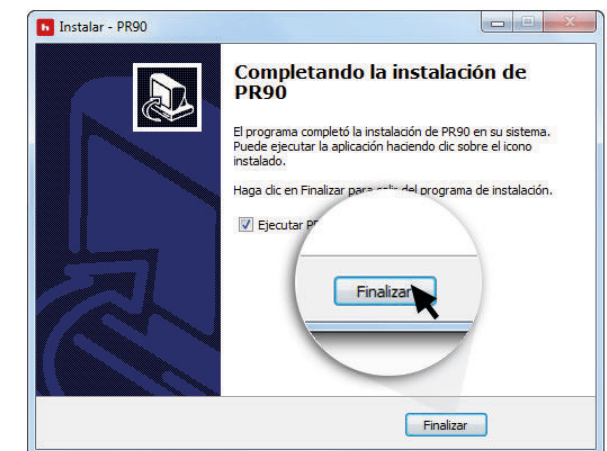 Instalar - PR90
Completando la instalación de
PR90
El programa completó la instalación de PR90 en su sistema.
Puede ejecutar la aplicación haciendo clic sobre el icono
instalado.
Haga clic en Finalizar para salir del programa de instalación.
Ejecutar
Finalizar
Finalizar